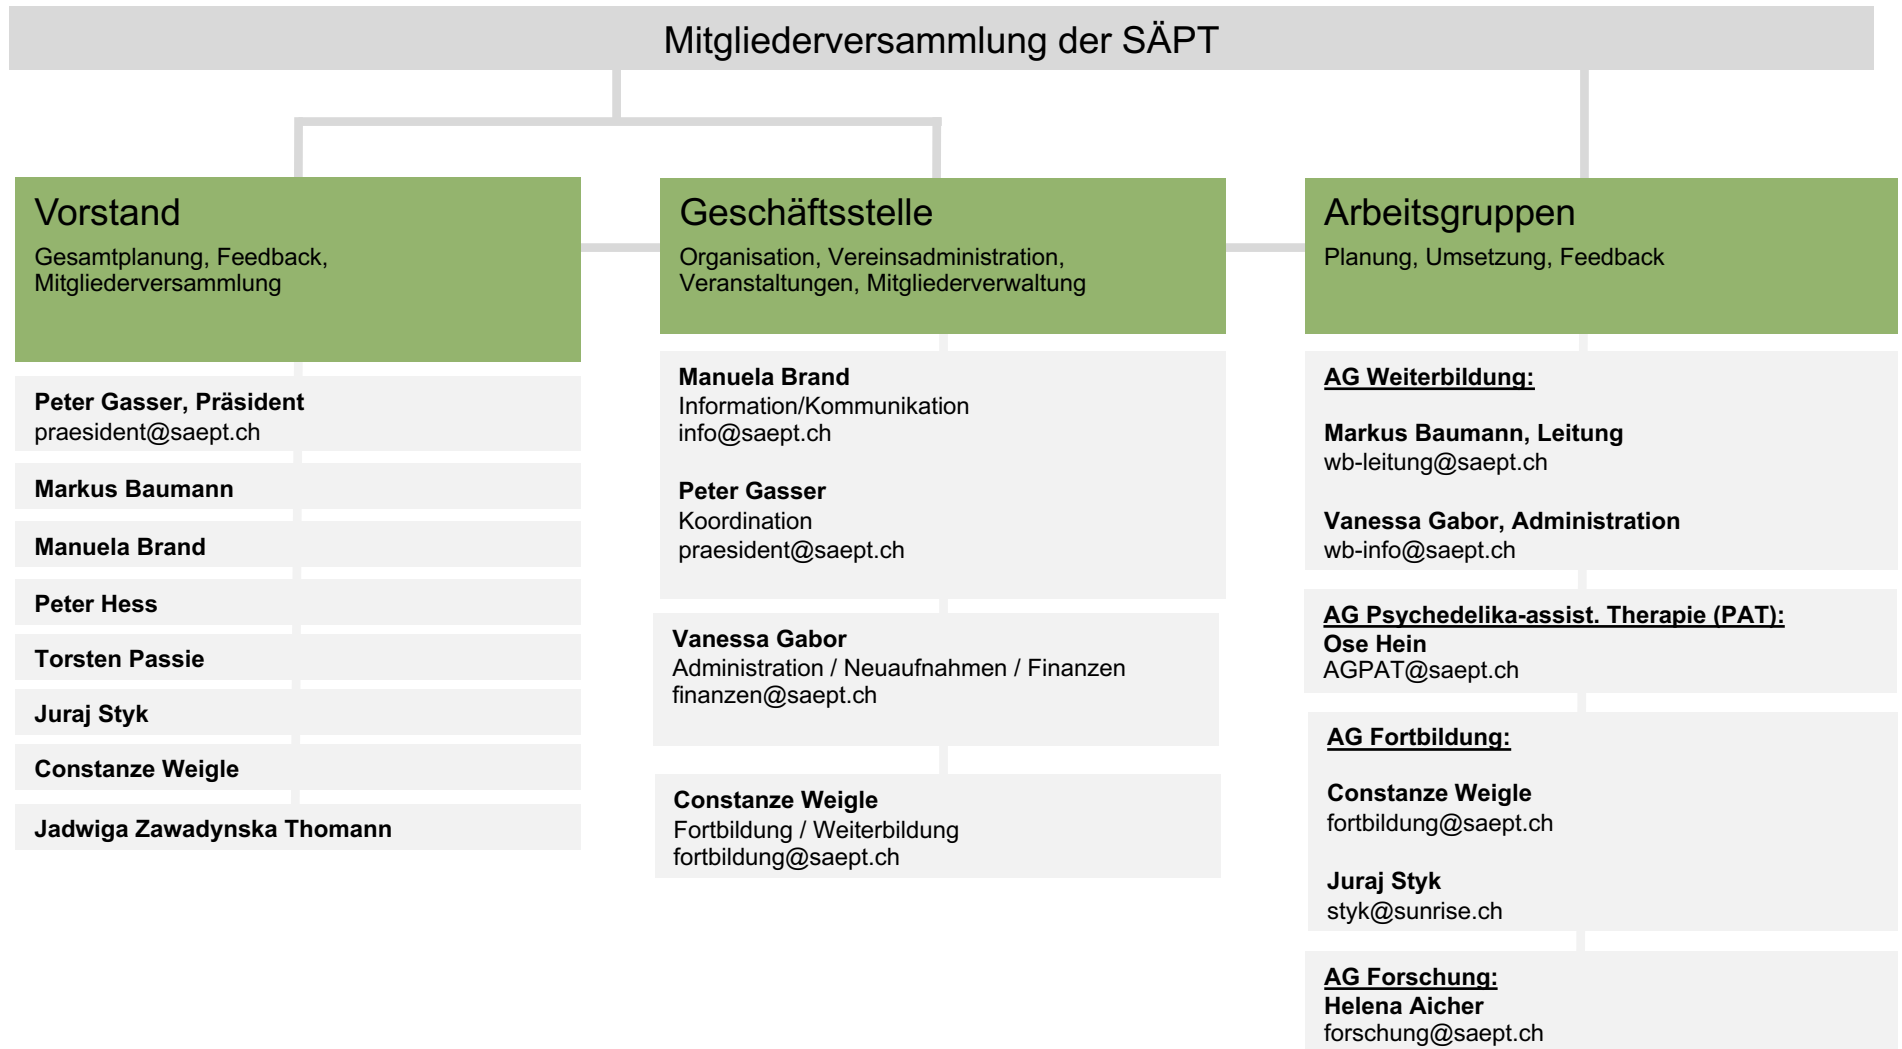 Mitgliederversammlung der SÄPT
Vorstand
Gesamtplanung, Feedback,
Mitgliederversammlung
Peter Gasser, Präsident
praesident@saept.ch
Markus Baumann
Manuela Brand
Peter Hess
Torsten Passie
Juraj Styk
Constanze Weigle
Jadwiga Zawadynska Thomann
Geschäftsstelle
Organisation, Vereinsadministration,
Veranstaltungen, Mitgliederverwaltung
Manuela Brand
Information/Kommunikation
info@saept.ch
Peter Gasser
Koordination
praesident@saept.ch
Vanessa Gabor
Administration / Neuaufnahmen / Finanzen
finanzen@saept.ch
Constanze Weigle
Fortbildung / Weiterbildung
fortbildung@saept.ch
Arbeitsgruppen
Planung, Umsetzung, Feedback
AG Weiterbildung:
Markus Baumann, Leitung
wb-leitung@saept.ch
Vanessa Gabor, Administration
wb-info@saept.ch
AG Psychedelika-assist. Therapie (PAT):
Ose Hein
AGPAT@saept.ch
AG Fortbildung:
Constanze Weigle
fortbildung@saept.ch
Juraj Styk
styk@sunrise.ch
AG Forschung:
Helena Aicher
forschung@saept.ch